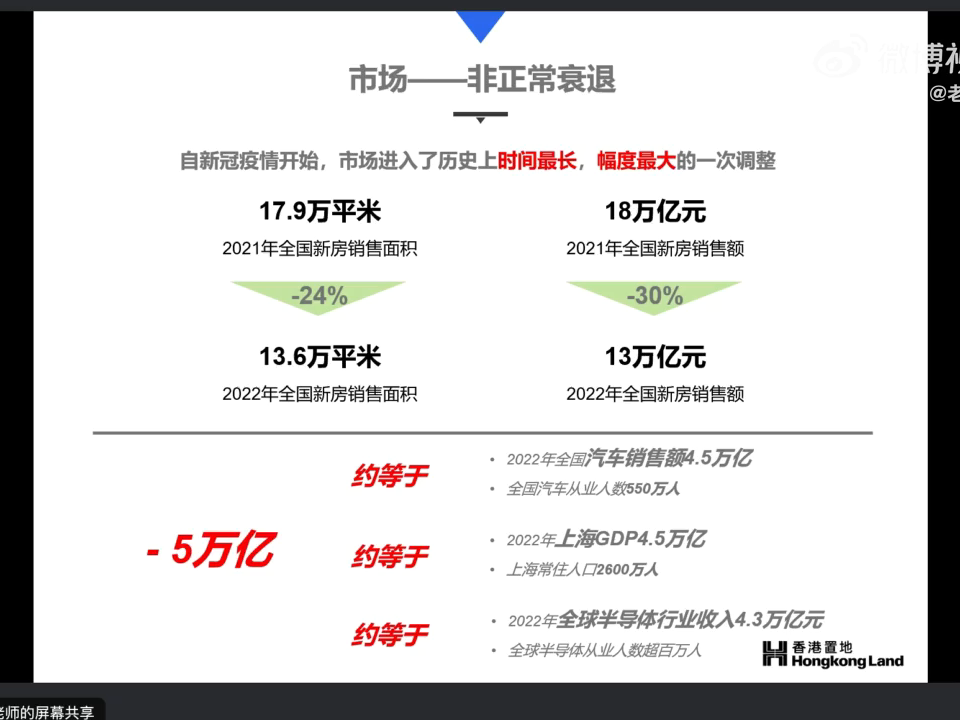 市场——非正常衰退
微博视
@老
自新冠疫情开始，市场进入了历史上时间最长，幅度最大的一次调整
17.9万平米
18万亿元
2021年全国新房销售面积
2021年全国新房销售额
-24%
-30%
13.6万平米
13万亿元
2022年全国新房销售面积
2022年全国新房销售额
- 5万亿
约等于
• 2022年全国汽车销售额4.5万亿
• 全国汽车从业人数550万人
约等于
• 2022年上海GDP4.5万亿
• 上海常住人口2600万人
约等于
• 2022年全球半导体行业收入4.3万亿元
• 全球半导体从业人数超百万人
香港置地
Hongkong Land
老师的屏幕共享